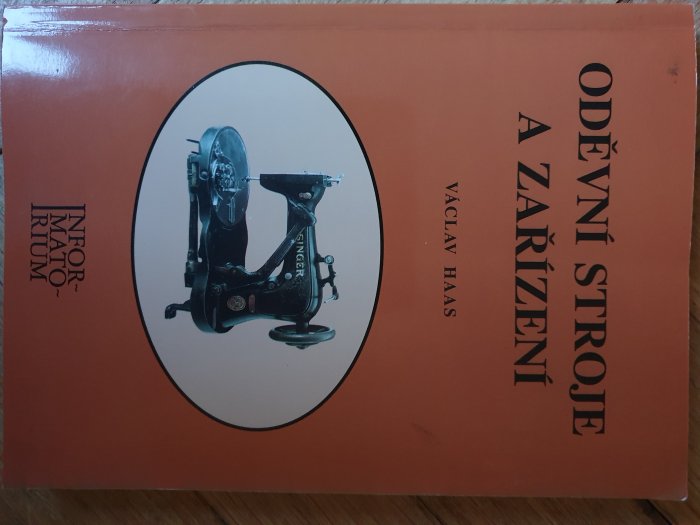 ODĚVNÍ STROJE
A ZAŘÍZENÍ
VÁCLAV HAAS
SINGER
INFOR-
MATO-
RIUM